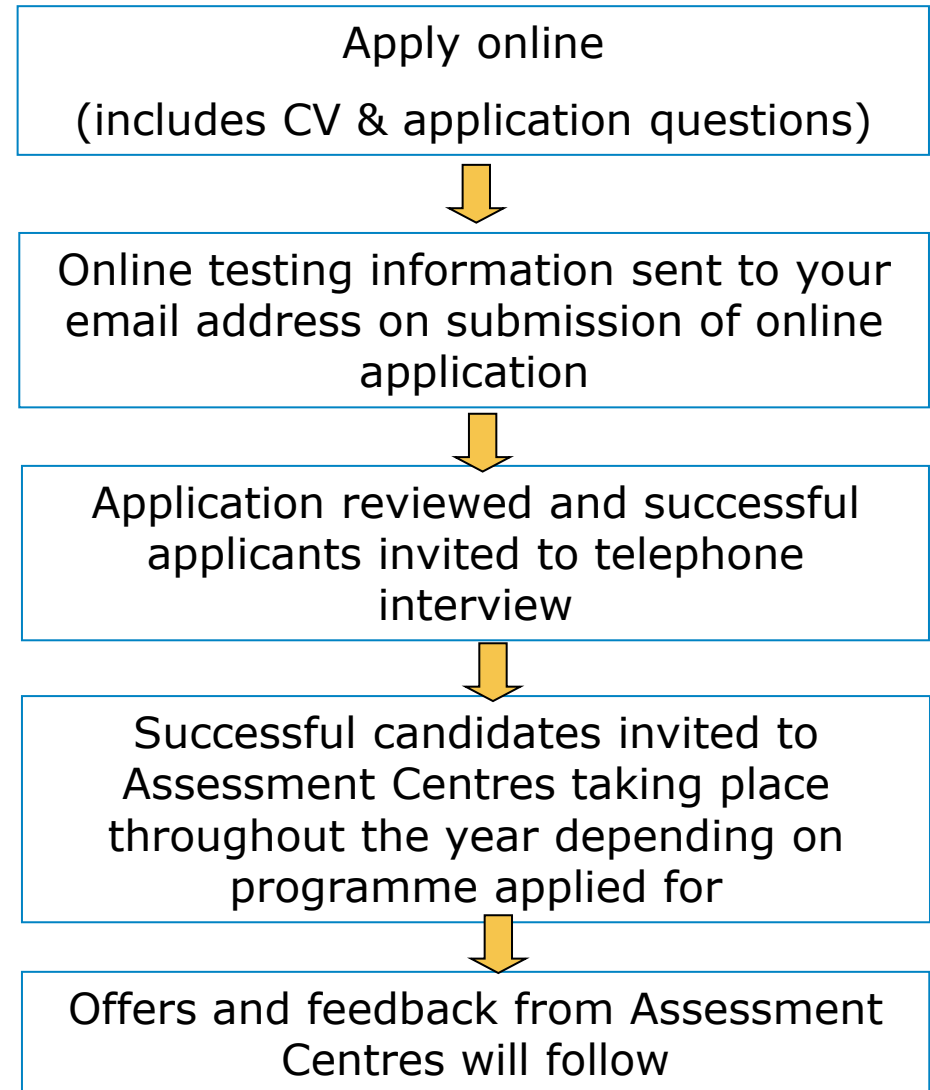 Apply online
(includes CV & application questions)
Online testing information sent to your
email address on submission of online
application
Application reviewed and successful
applicants invited to telephone
interview
Successful candidates invited to
Assessment Centres taking place
throughout the year depending on
programme applied for
Offers and feedback from Assessment
Centres will follow